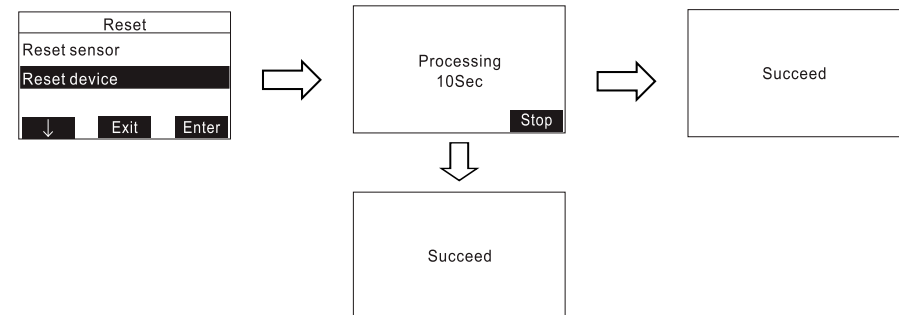 Reset
Reset sensor
Reset device
↓ Exit Enter
Processing
10Sec
Stop
Succeed
Succeed